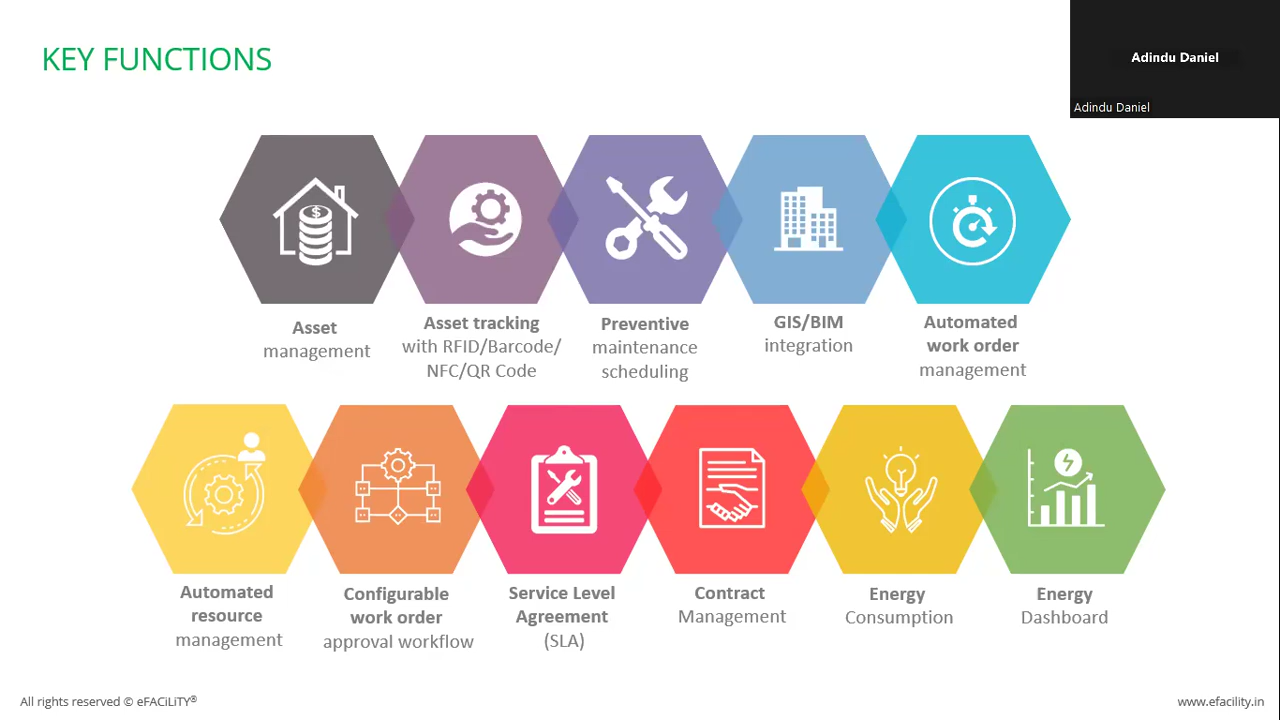 KEY FUNCTIONS
Adindu Daniel
Adindu Daniel
$
Asset
management
Asset tracking
with RFID/Barcode/
NFC/QR Code
Preventive
maintenance
scheduling
GIS/BIM
integration
Automated
work order
management
Automated
resource
management
Configurable
work order
approval workflow
Service Level
Agreement
(SLA)
Contract
Management
Energy
Consumption
Energy
Dashboard
All rights reserved © eFACiLiTY®
www.efacility.in